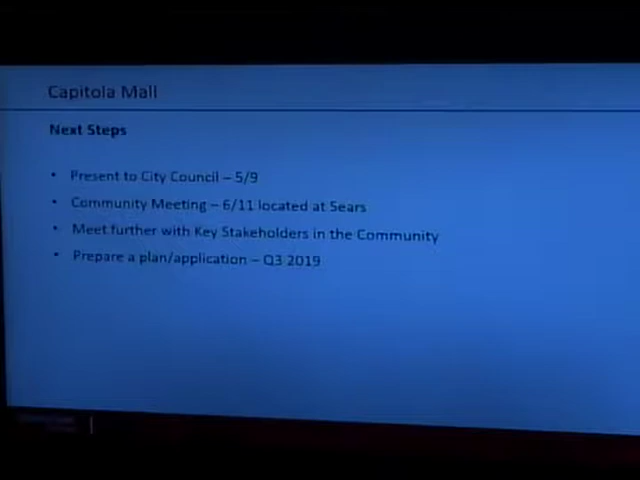 Capitola Mall
Next Steps
• Present to City Council – 5/9
• Community Meeting – 6/11 located at Sears
• Meet further with Key Stakeholders in the Community
• Prepare a plan/application – Q3 2019